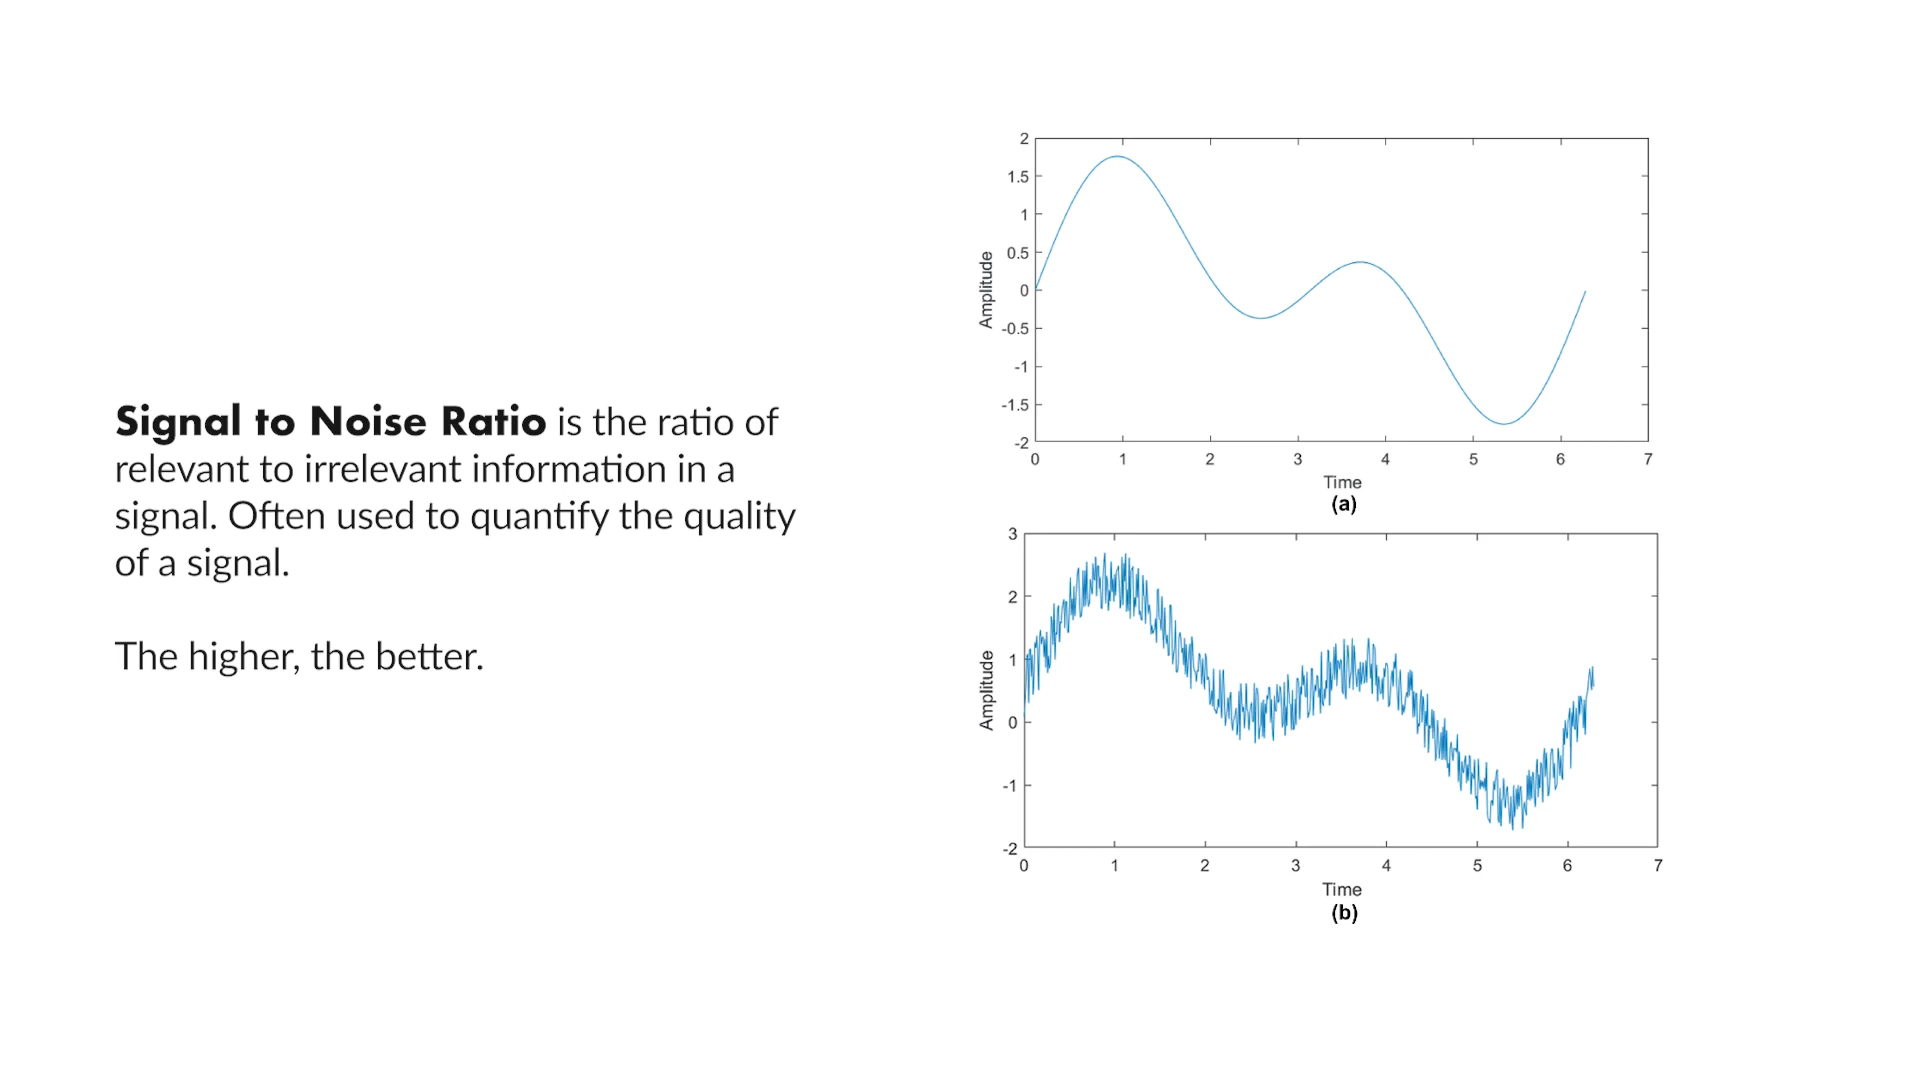 Signal to Noise Ratio is the ratio of
relevant to irrelevant information in a
signal. Often used to quantify the quality
of a signal.
The higher, the better.
2
1.5
1
0.5
0
-0.5
-1
-1.5
-2
Amplitude
0 1 2 3 4 5 6 7
Time
(a)
3
2
1
0
-1
-2
Amplitude
0 1 2 3 4 5 6 7
Time
(b)